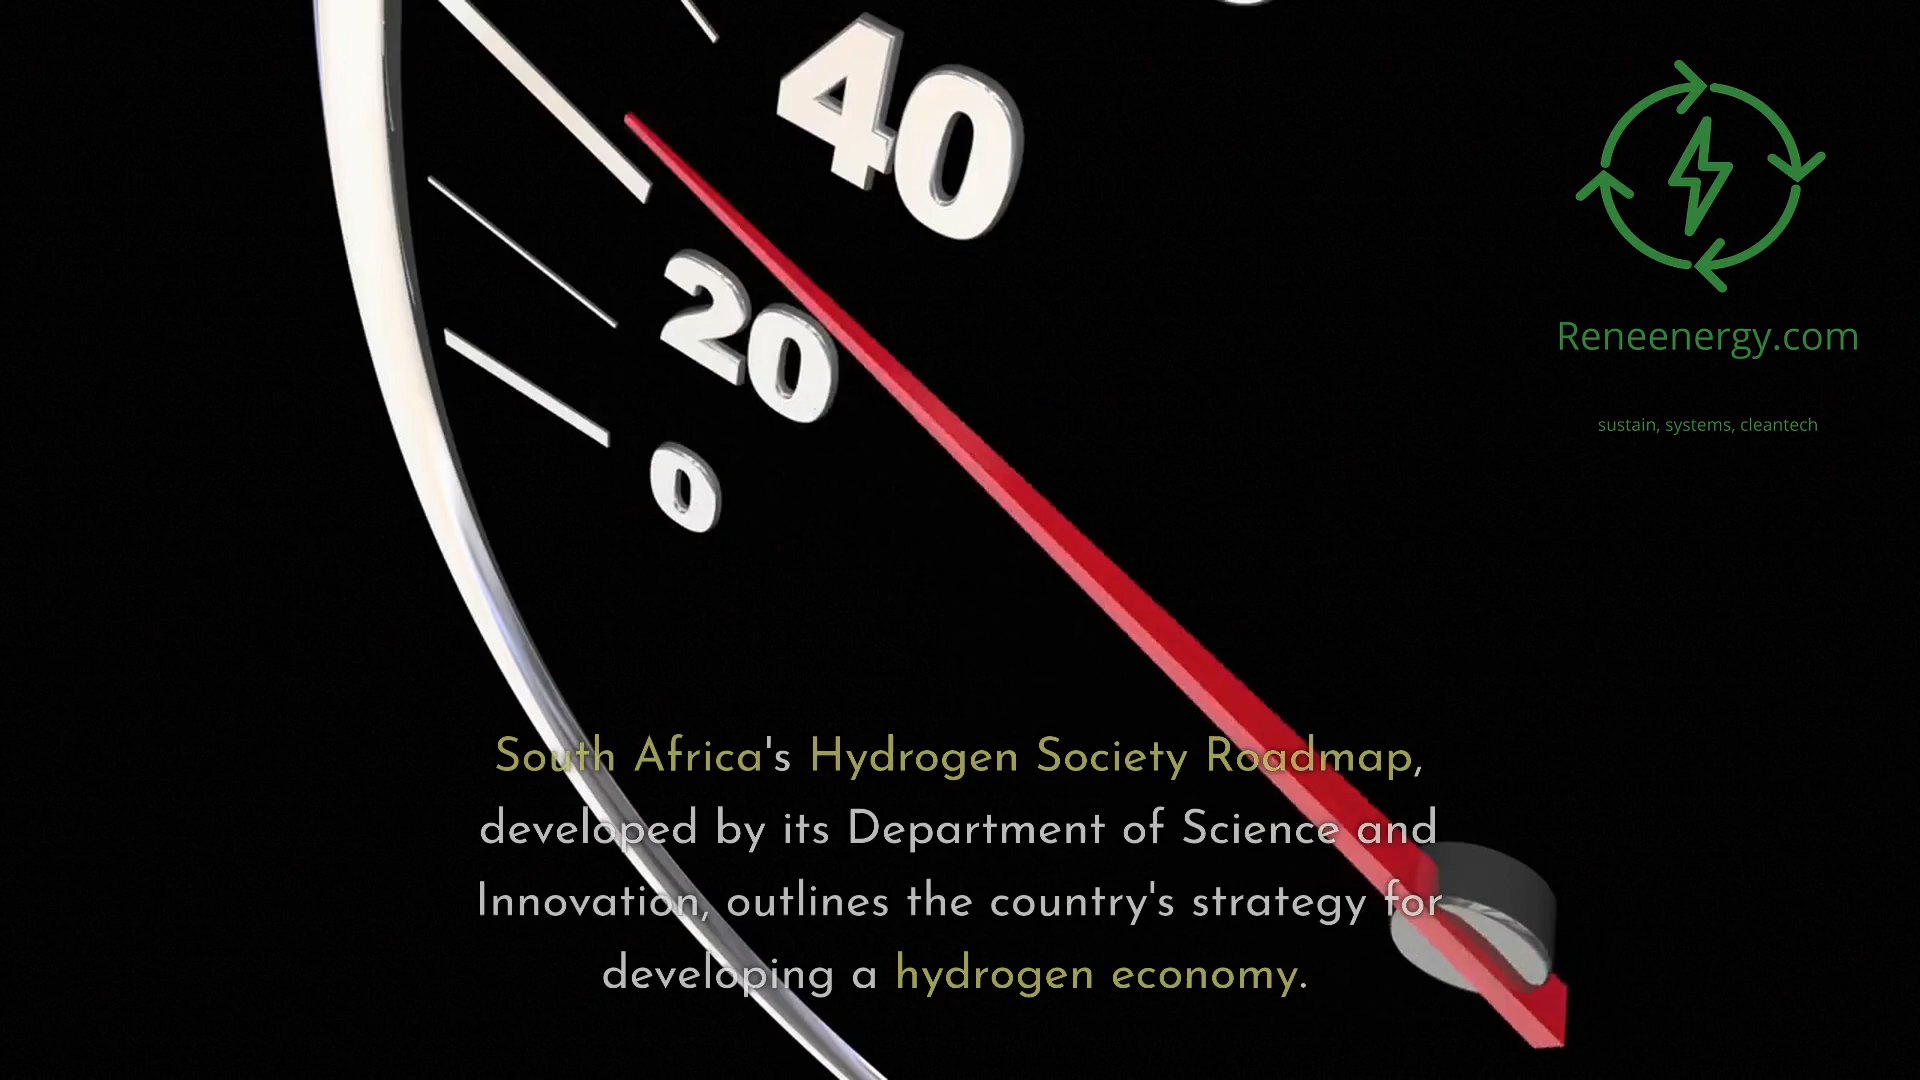 40
20
0
Reneenergy.com
sustain, systems, cleantech
South Africa's Hydrogen Society Roadmap,
developed by its Department of Science and
Innovation, outlines the country's strategy for
developing a hydrogen economy.